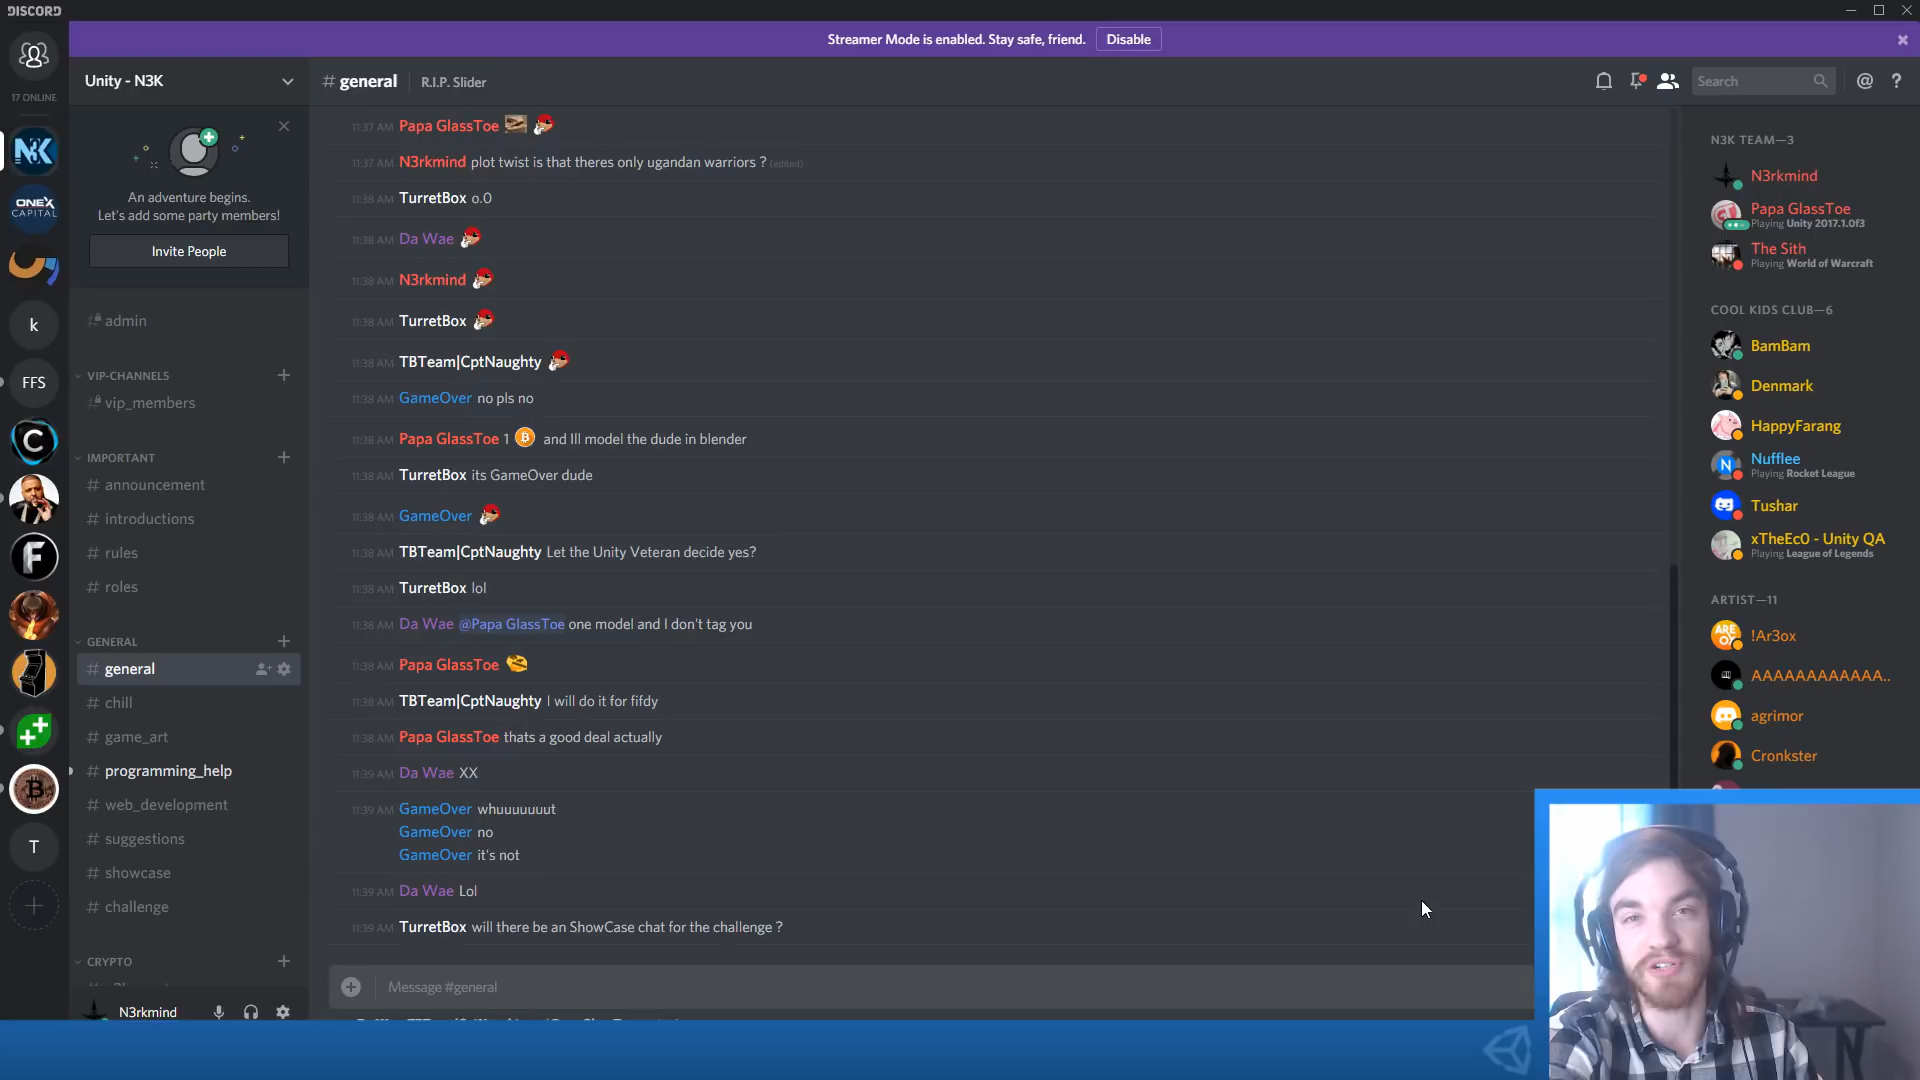 DISCORD
Streamer Mode is enabled. Stay safe, friend. Disable
17 ONLINE
Unity - N3K
# general R.I.P. Slider
Search
@ ?
NK
ONEX
CAPITAL
k
FFS
C
F
T
An adventure begins.
Let's add some party members!
Invite People
admin
VIP-CHANNELS
vip_members
IMPORTANT
# announcement
# introductions
# rules
# roles
GENERAL
# general
# chill
# game_art
# programming_help
# web_development
# suggestions
# showcase
# challenge
CRYPTO
N3rkmind
11:37 AM Papa GlassToe
11:37 AM N3rkmind plot twist is that theres only ugandan warriors ? (edited)
11:38 AM TurretBox o.0
11:38 AM Da Wae
11:38 AM N3rkmind
11:38 AM TurretBox
11:38 AM TBTeam|CptNaughty
11:38 AM GameOver no pls no
11:38 AM Papa GlassToe 1 and Ill model the dude in blender
11:38 AM TurretBox its GameOver dude
11:38 AM GameOver
11:38 AM TBTeam|CptNaughty Let the Unity Veteran decide yes?
11:38 AM TurretBox lol
11:38 AM Da Wae @Papa GlassToe one model and I don't tag you
11:38 AM Papa GlassToe
11:38 AM TBTeam|CptNaughty I will do it for fifdy
11:38 AM Papa GlassToe thats a good deal actually
11:39 AM Da Wae XX
11:39 AM GameOver whuuuuuuut
GameOver no
GameOver it's not
11:39 AM Da Wae Lol
11:39 AM TurretBox will there be an ShowCase chat for the challenge ?
Message #general
N3K TEAM—3
N3rkmind
Papa GlassToe
Playing Unity 2017.1.0f3
The Sith
Playing World of Warcraft
COOL KIDS CLUB—6
BamBam
Denmark
HappyFarang
Nufflee
Playing Rocket League
Tushar
xTheEc0 - Unity QA
Playing League of Legends
ARTIST—11
!Ar3ox
AAAAAAAAAAAA..
agrimor
Cronkster